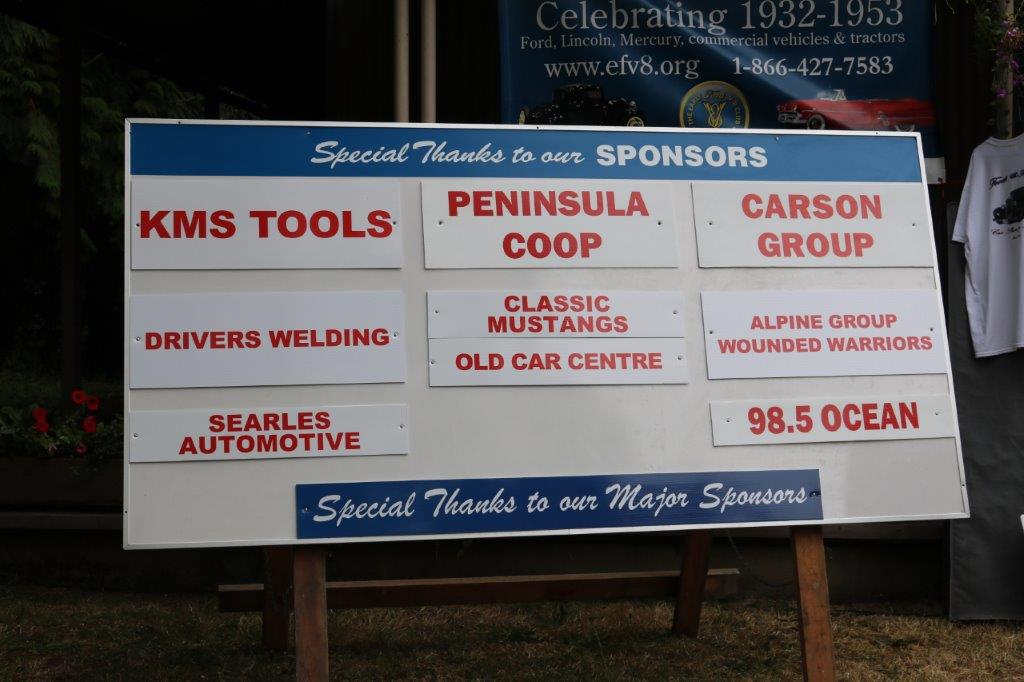 Celebrating 1932-1953
Ford, Lincoln, Mercury, commercial vehicles & tractors
www.efv8.org 1-866-427-7583
Special Thanks to our SPONSORS
KMS TOOLS
PENINSULA
COOP
CARSON
GROUP
DRIVERS WELDING
CLASSIC
MUSTANGS
OLD CAR CENTRE
ALPINE GROUP
WOUNDED WARRIORS
SEARLES
AUTOMOTIVE
98.5 OCEAN
Special Thanks to our Major Sponsors